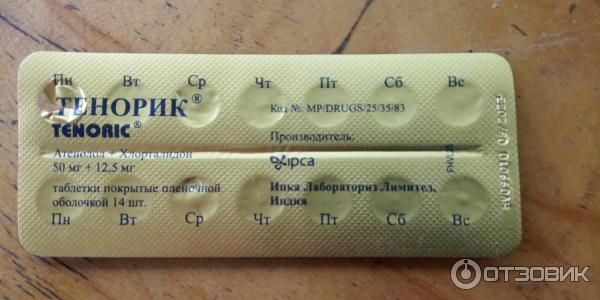 Пн Вт Ср Чт Пт Сб Вс
ТЕНОРИК®
TENORIC®
Атенолол + Хлорталидон
50 мг + 12,5 мг
таблетки покрытые пленочной
оболочкой 14 шт.
Код №: MP/DRUGS/25/35/83
Производитель:
ipca
Ипка Лабораториз Лимитед,
Индия
Пн Вт Ср Чт Пт Сб Вс
ОТЗОВИК